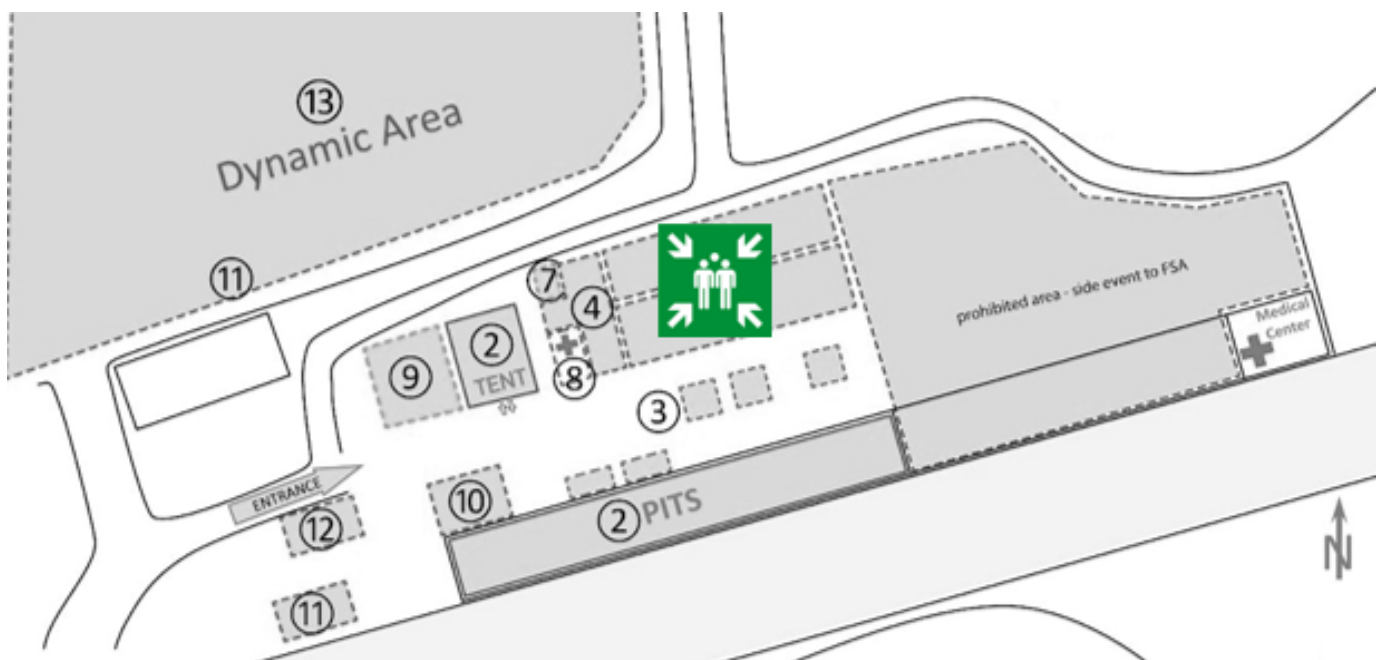 13
Dynamic Area
11
7
4
prohibited area - side event to FSA
Medical
Center
2
TENT
9
8
3
ENTRANCE
10
12
2 PITS
11
N